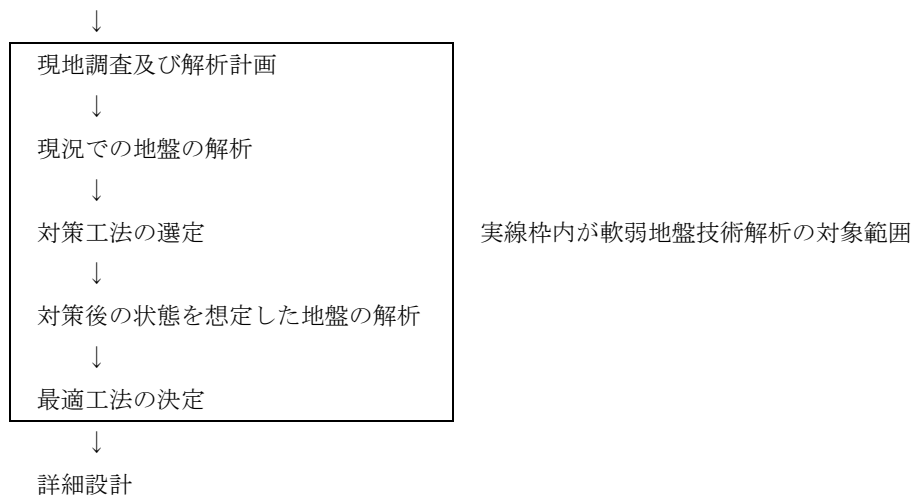 ↓
現地調査及び解析計画
↓
現況での地盤の解析
↓
対策工法の選定
実線枠内が軟弱地盤技術解析の対象範囲
↓
対策後の状態を想定した地盤の解析
↓
最適工法の決定
↓
詳細設計